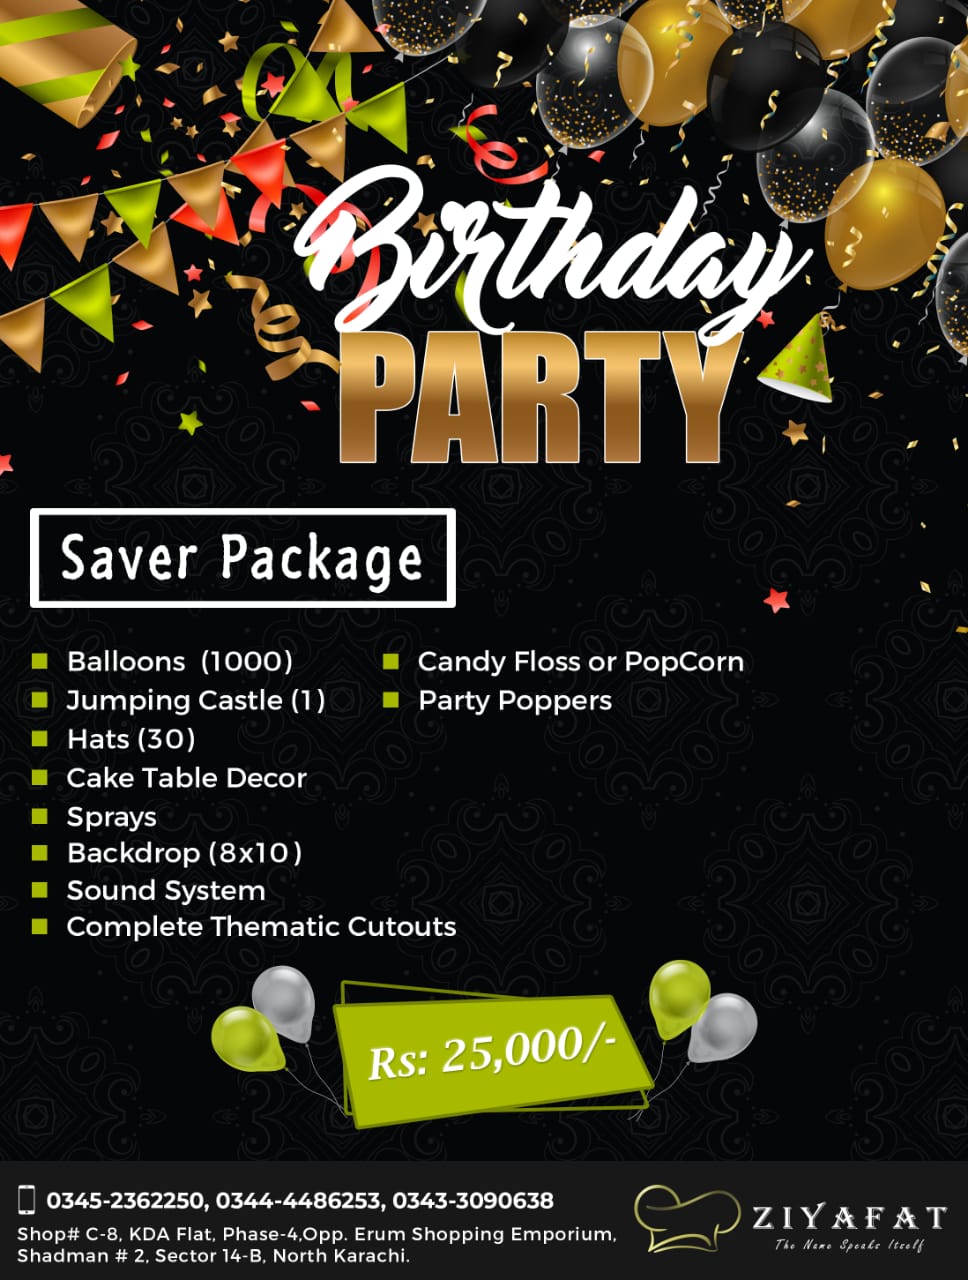 Birthday
PARTY
Saver Package
Balloons (1000)
Jumping Castle (1)
Hats (30)
Cake Table Decor
Sprays
Backdrop (8x10)
Sound System
Complete Thematic Cutouts
Candy Floss or PopCorn
Party Poppers
Rs: 25,000/-
0345-2362250, 0344-4486253, 0343-3090638
Shop# C-8, KDA Flat, Phase-4,Opp. Erum Shopping Emporium,
Shadman # 2, Sector 14-B, North Karachi.
ZIYAFAT
The Name Speaks Itself